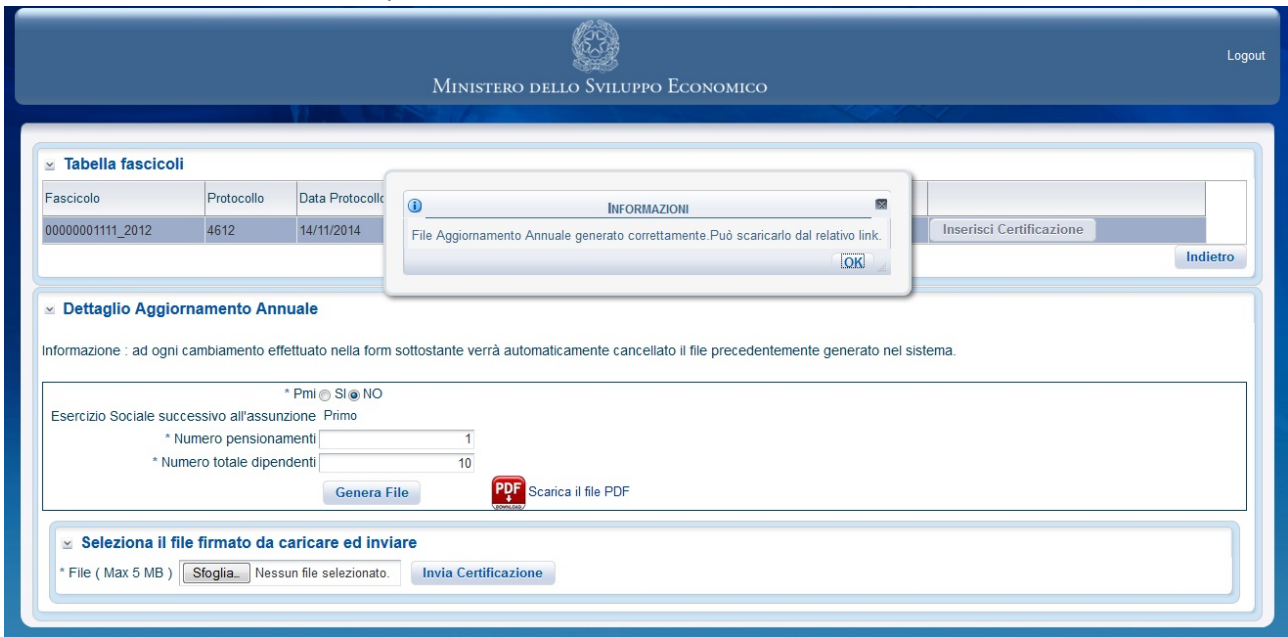 Logout
Ministero dello Sviluppo Economico
Tabella fascicoli
Fascicolo Protocollo Data Protocollo
00000001111_2012 4612 14/11/2014 Inserisci Certificazione
Indietro
Informazioni
File Aggiornamento Annuale generato correttamente.Può scaricarlo dal relativo link.
OK
Dettaglio Aggiornamento Annuale
Informazione : ad ogni cambiamento effettuato nella form sottostante verrà automaticamente cancellato il file precedentemente generato nel sistema.
* Pmi SI NO
Esercizio Sociale successivo all'assunzione Primo
* Numero pensionamenti 1
* Numero totale dipendenti 10
Genera File PDF DOWNLOAD Scarica il file PDF
Seleziona il file firmato da caricare ed inviare
* File ( Max 5 MB ) Sfoglia_ Nessun file selezionato. Invia Certificazione